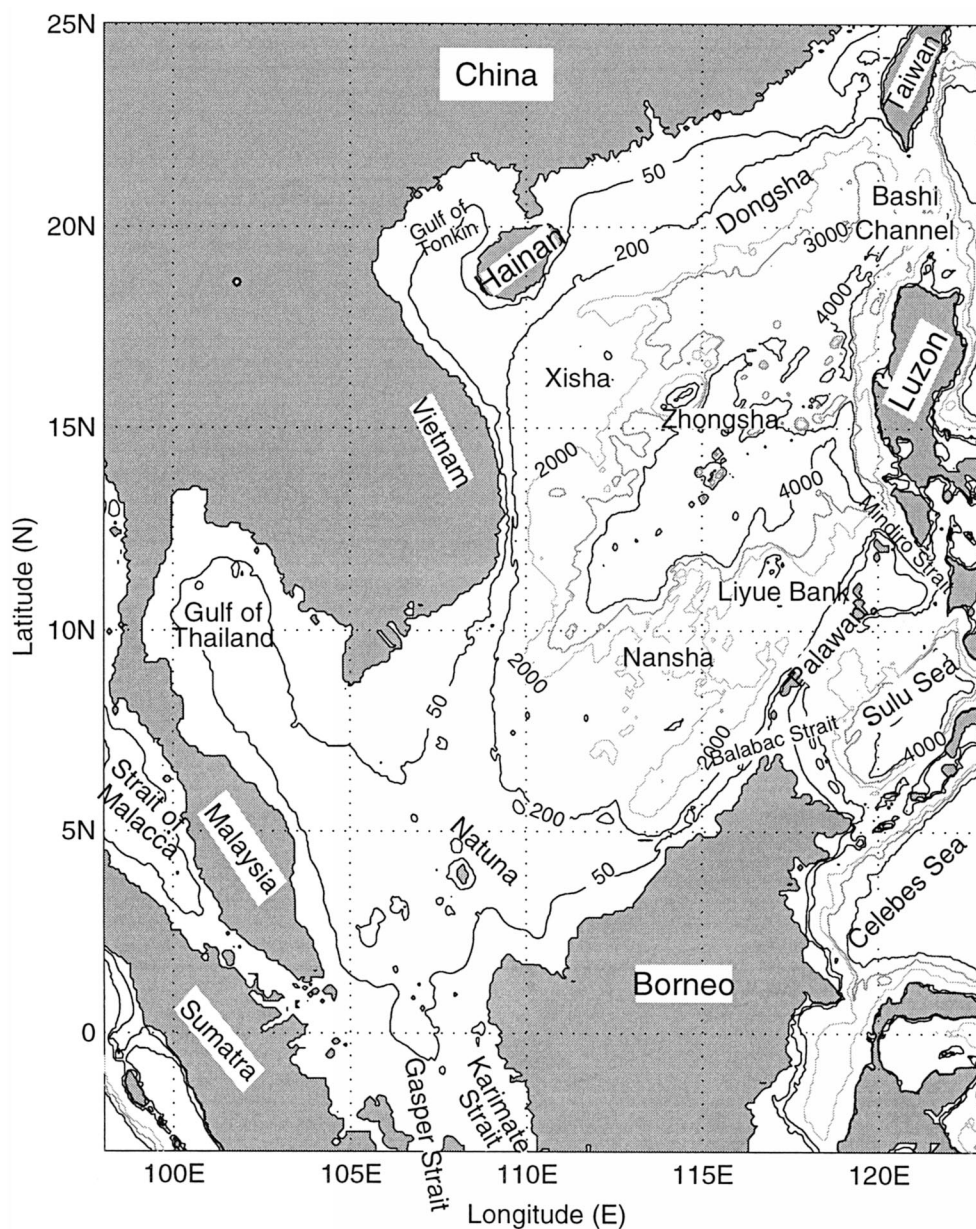 25N
China
Taiwan
50
Gulf of
Tonkin
Dongsha
Bashi
Channel
20N
Hainan
200
3000
4000
Xisha
Luzon
Vietnam
Zhongsha
15N
2000
4000
Mindiro Strait
Latitude (N)
Gulf of
Thailand
Liyue Bank
10N
Nansha
Palawan
2000
50
Sulu Sea
2000
Balabac Strait
4000
Strait of
Malacca
Malaysia
200
5N
Natuna
50
Celebes Sea
Borneo
Sumatra
0
Gasper Strait
Karimate
Strait
100E
105E
110E
115E
120E
Longitude (E)